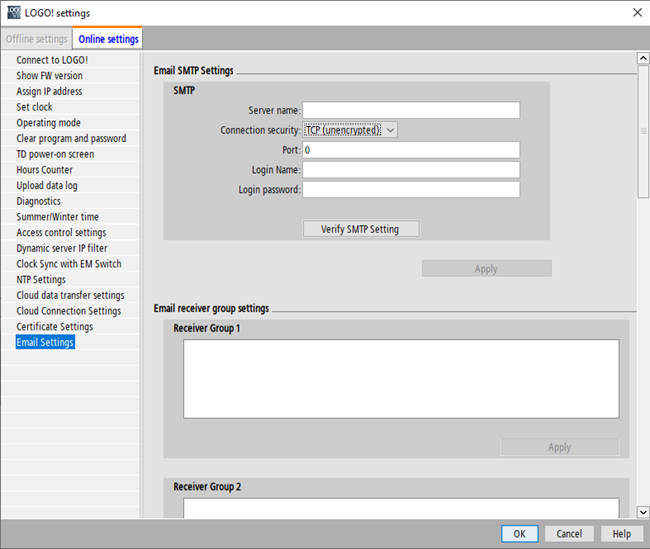 LOGO! settings
Offline settings
Online settings
Connect to LOGO!
Show FW version
Assign IP address
Set clock
Operating mode
Clear program and password
TD power-on screen
Hours Counter
Upload data log
Diagnostics
Summer/Winter time
Access control settings
Dynamic server IP filter
Clock Sync with EM Switch
NTP Settings
Cloud data transfer settings
Cloud Connection Settings
Certificate Settings
Email Settings
Email SMTP Settings
SMTP
Server name:
Connection security: TCP (unencrypted)
Port: 0
Login Name:
Login password:
Verify SMTP Setting
Apply
Email receiver group settings
Receiver Group 1
Apply
Receiver Group 2
OK Cancel Help